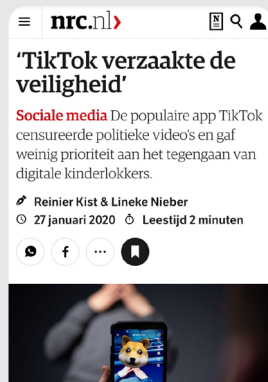 nrc.nl>
‘TikTok verzaakte de
veiligheid’
Sociale media De populaire app TikTok
censureerde politieke video’s en gaf
weinig prioriteit aan het tegengaan van
digitale kinderlokkers.
Reinier Kist & Lineke Nieber
27 januari 2020 Leestijd 2 minuten